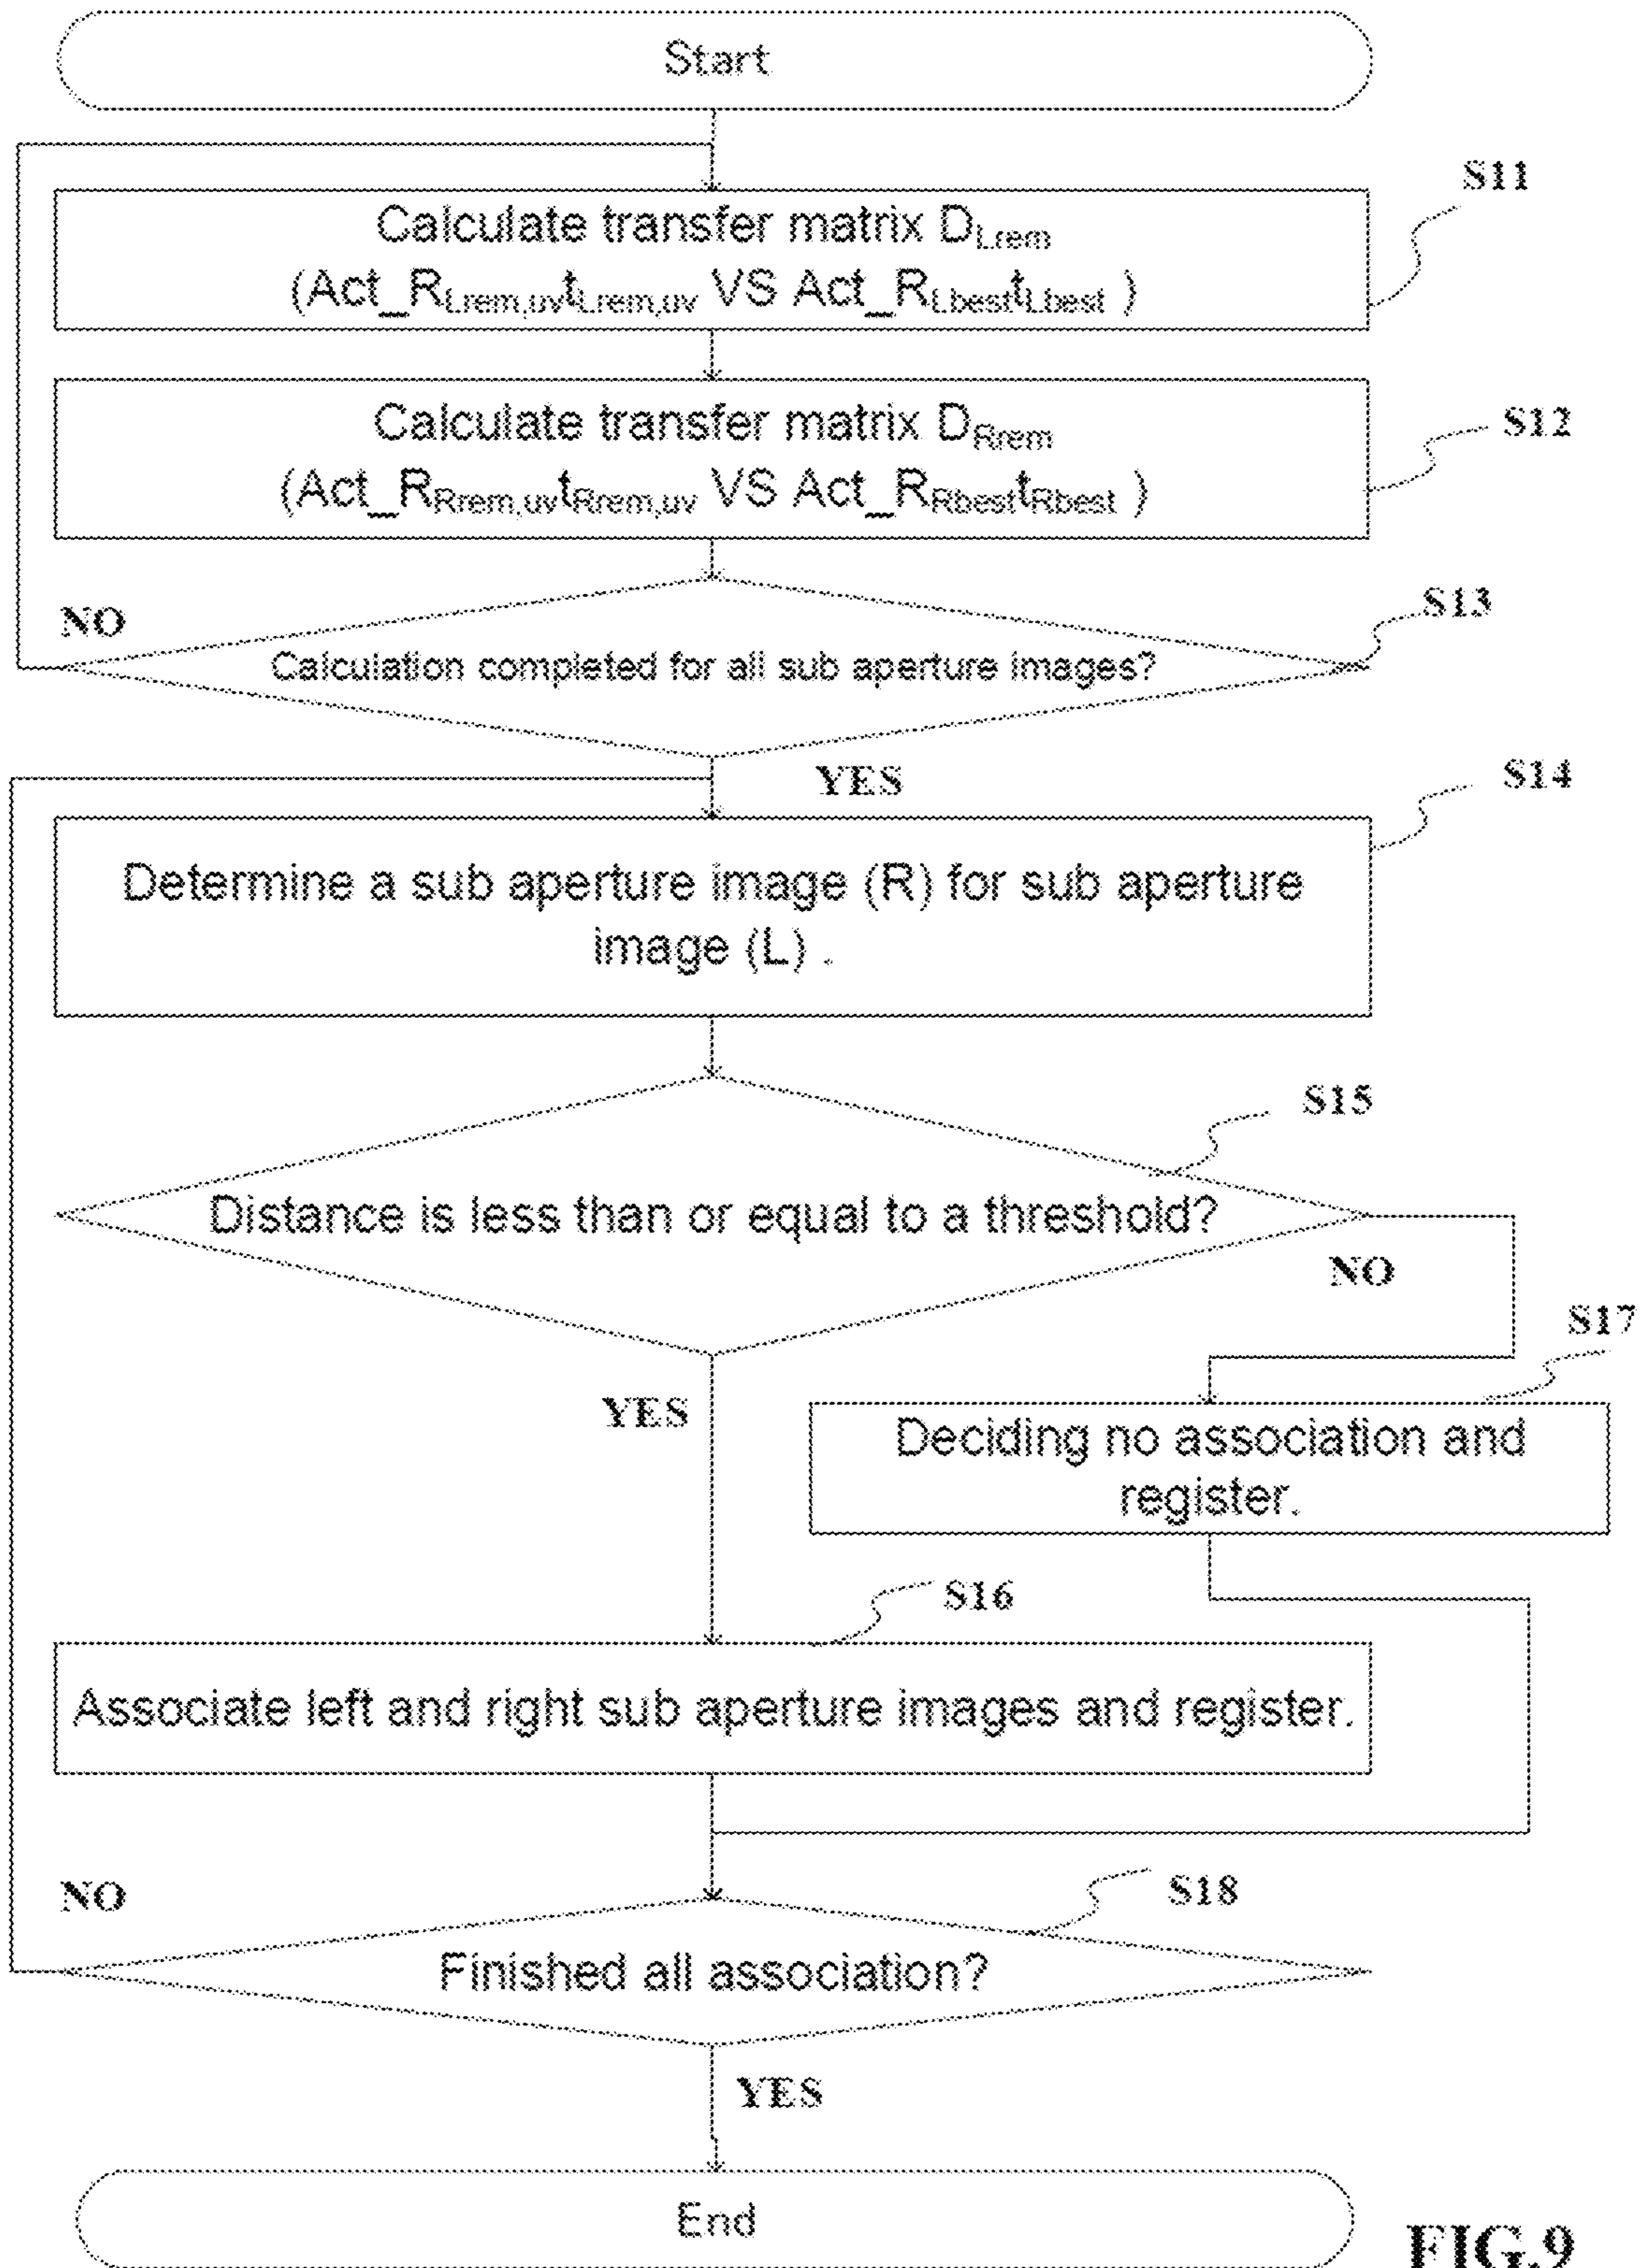 Start
S11
Calculate transfer matrix D_Lrem
(Act_R_Lrem,uv t_Lrem,uv VS Act_R_Lbest t_Lbest )
S12
Calculate transfer matrix D_Rrem
(Act_R_Rrem,uv t_Rrem,uv VS Act_R_Rbest t_Rbest )
S13
NO
Calculation completed for all sub aperture images?
YES
S14
Determine a sub aperture image (R) for sub aperture
image (L) .
S15
Distance is less than or equal to a threshold?
NO
S17
YES
Deciding no association and
register.
S16
Associate left and right sub aperture images and register.
NO
S18
Finished all association?
YES
End
FIG.9